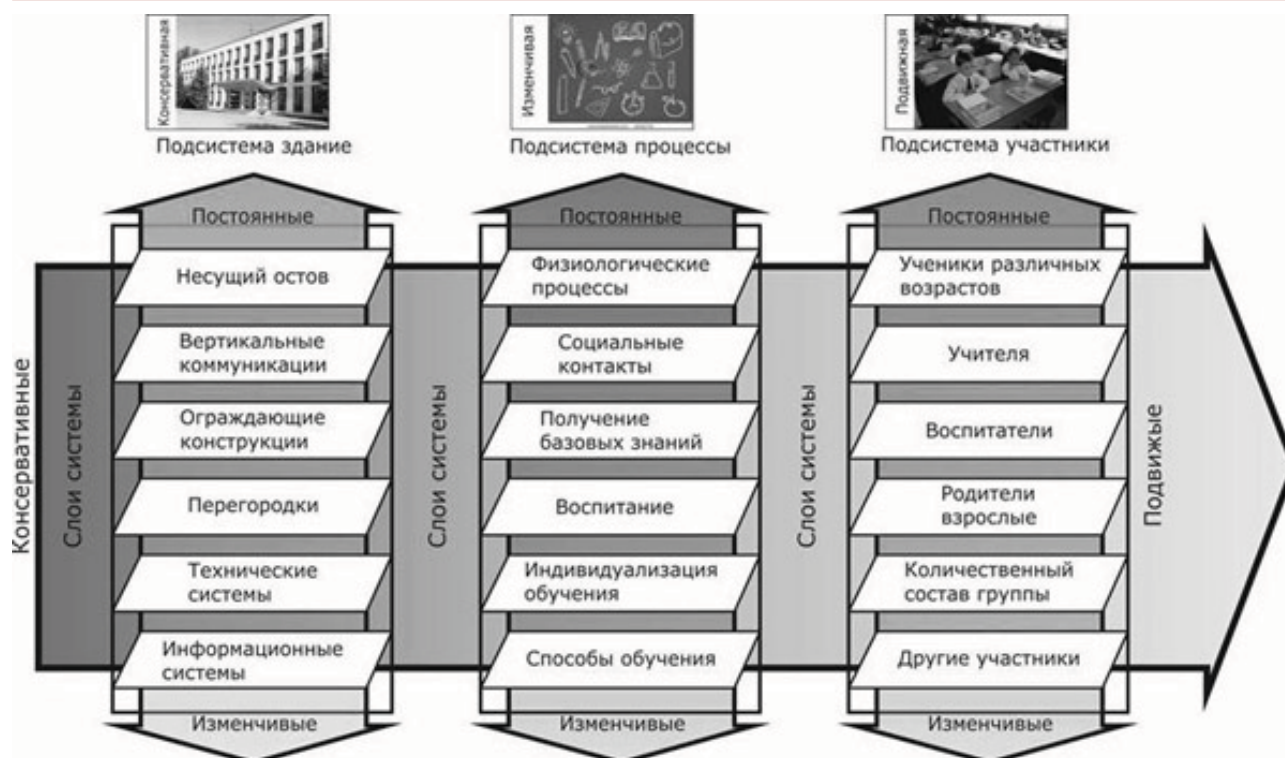 Консервативная
Изменчивая
Подвижная
Подсистема здание
Подсистема процессы
Подсистема участники
Постоянные
Постоянные
Постоянные
Консервативные
Слои системы
Несущий остов
Вертикальные
коммуникации
Ограждающие
конструкции
Перегородки
Технические
системы
Информационные
системы
Слои системы
Физиологические
процессы
Социальные
контакты
Получение
базовых знаний
Воспитание
Индивидуализация
обучения
Способы обучения
Слои системы
Ученики различных
возрастов
Учителя
Воспитатели
Родители
взрослые
Количественный
состав группы
Другие участники
Подвижые
Изменчивые
Изменчивые
Изменчивые